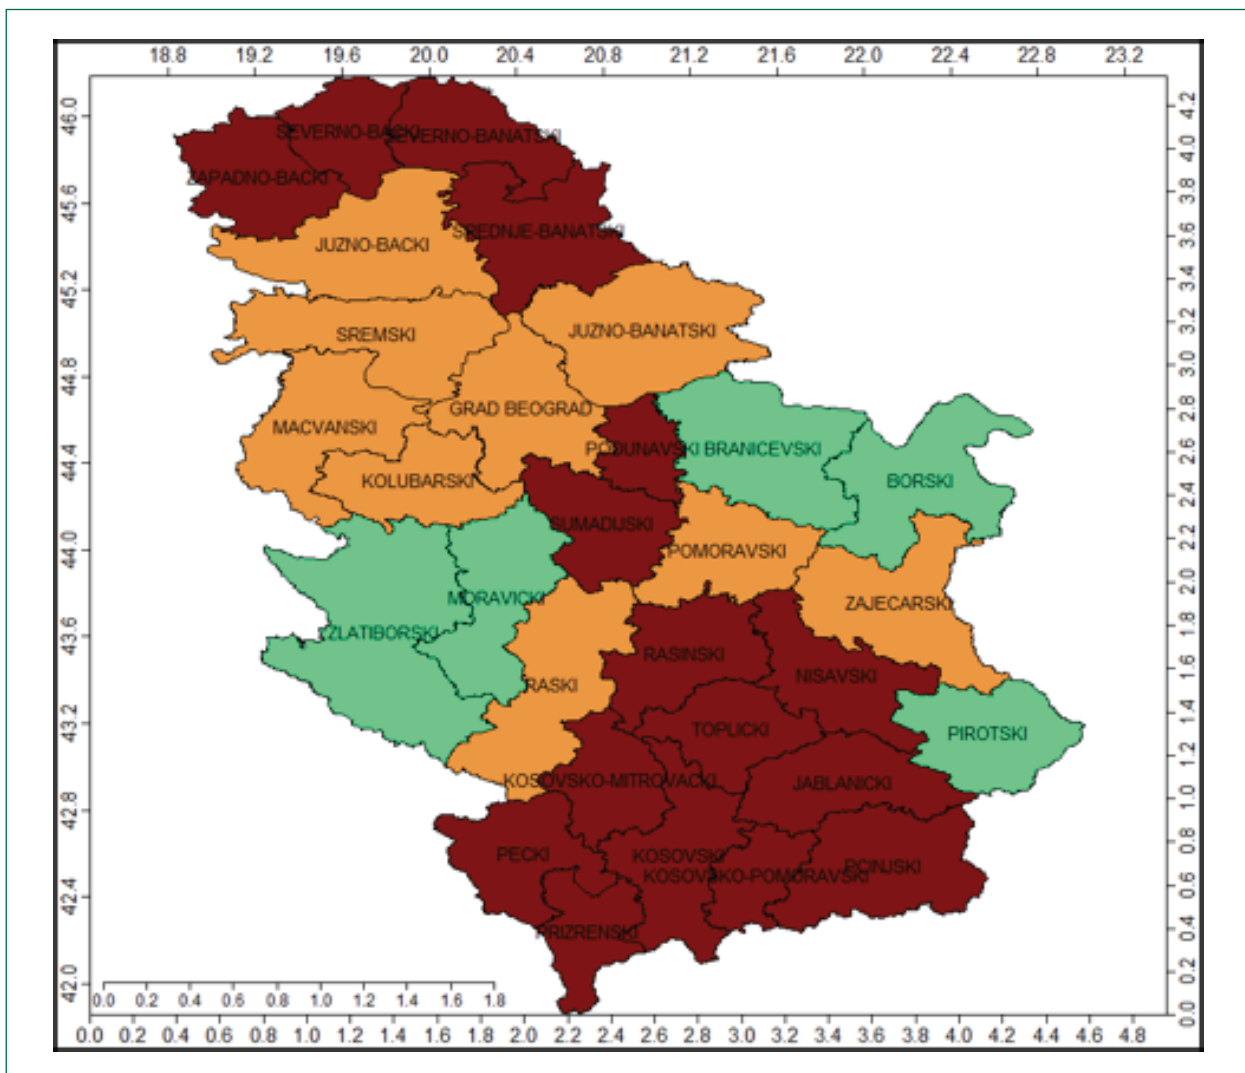 18.8 19.2 19.6 20.0 20.4 20.8 21.2 21.6 22.0 22.4 22.8 23.2
46.0
45.6
45.2
44.8
44.4
44.0
43.6
43.2
42.8
42.4
42.0
4.2
4.0
3.8
3.6
3.4
3.2
3.0
2.8
2.6
2.4
2.2
2.0
1.8
1.6
1.4
1.2
1.0
0.8
0.6
0.4
0.2
0.0
SEVERNO-BACKI
SEVERNO-BANATSKI
ZAPADNO-BACKI
SREDNJE-BANATSKI
JUZNO-BACKI
JUZNO-BANATSKI
SREMSKI
GRAD BEOGRAD
MACVANSKI
PODUNAVSKI
BRANICEVSKI
KOLUBARSKI
BORSKI
SUMADIJSKI
POMORAVSKI
MORAVICKI
ZAJECARSKI
ZLATIBORSKI
RASINSKI
NISAVSKI
RASKI
TOPLICKI
PIROTSKI
KOSOVSKO-MITROVACKI
JABLANICKI
PECKI
KOSOVSKI
PCINJSKI
KOSOVSKO-POMORAVSKI
PRIZRENSKI
0.0 0.2 0.4 0.6 0.8 1.0 1.2 1.4 1.6 1.8
0.0 0.2 0.4 0.6 0.8 1.0 1.2 1.4 1.6 1.8 2.0 2.2 2.4 2.6 2.8 3.0 3.2 3.4 3.6 3.8 4.0 4.2 4.4 4.6 4.8